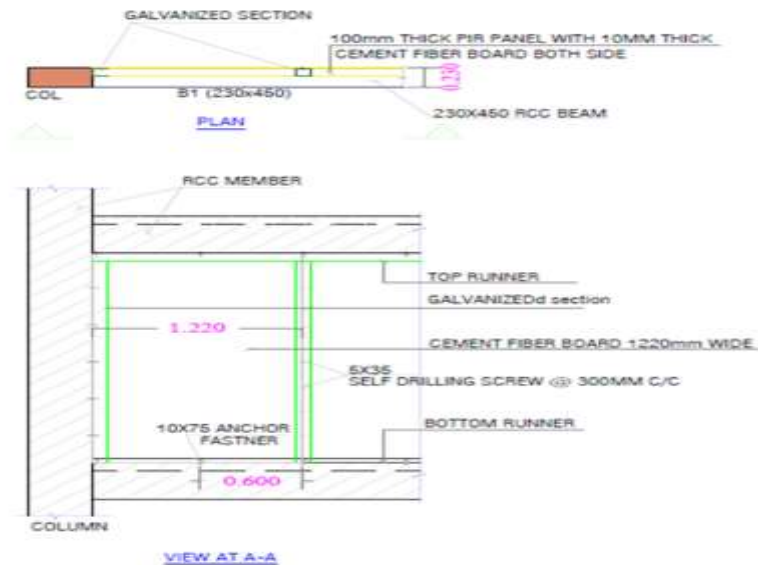 GALVANIZED SECTION
100mm THICK PIR PANEL WITH 10MM THICK
CEMENT FIBER BOARD BOTH SIDE
0.230
COL
B1 (230x450)
230X450 RCC BEAM
PLAN
RCC MEMBER
TOP RUNNER
GALVANIZEDd section
1.220
CEMENT FIBER BOARD 1220mm WIDE
5X35
SELF DRILLING SCREW @ 300MM C/C
10X75 ANCHOR
FASTNER
BOTTOM RUNNER
0.600
COLUMN
VIEW AT A-A